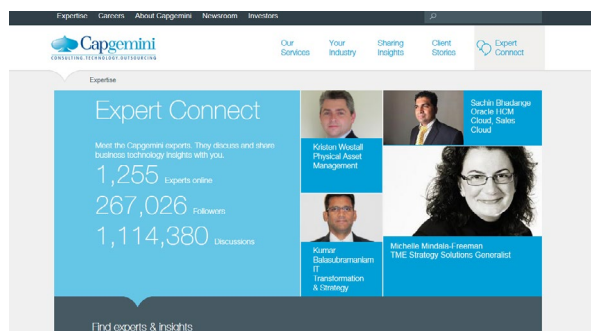 Expertise Careers About Capgemini Newsroom Investors
Capgemini
CONSULTING.TECHNOLOGY.OUTSOURCING
Our Services
Your Industry
Sharing Insights
Client Stories
Expert Connect
Expertise
Expert Connect
Meet the Capgemini experts. They discuss and share
business technology insights with you.
1,255 Experts online
267,026 Followers
1,114,380 Discussions
Kristen Westall
Physical Asset
Management
Sachin Bhadange
Oracle HCM
Cloud, Sales
Cloud
Kumar
Balasubramaniam
IT
Transformation
& Strategy
Michelle Mindala-Freeman
TME Strategy Solutions Generalist
Find experts & insights